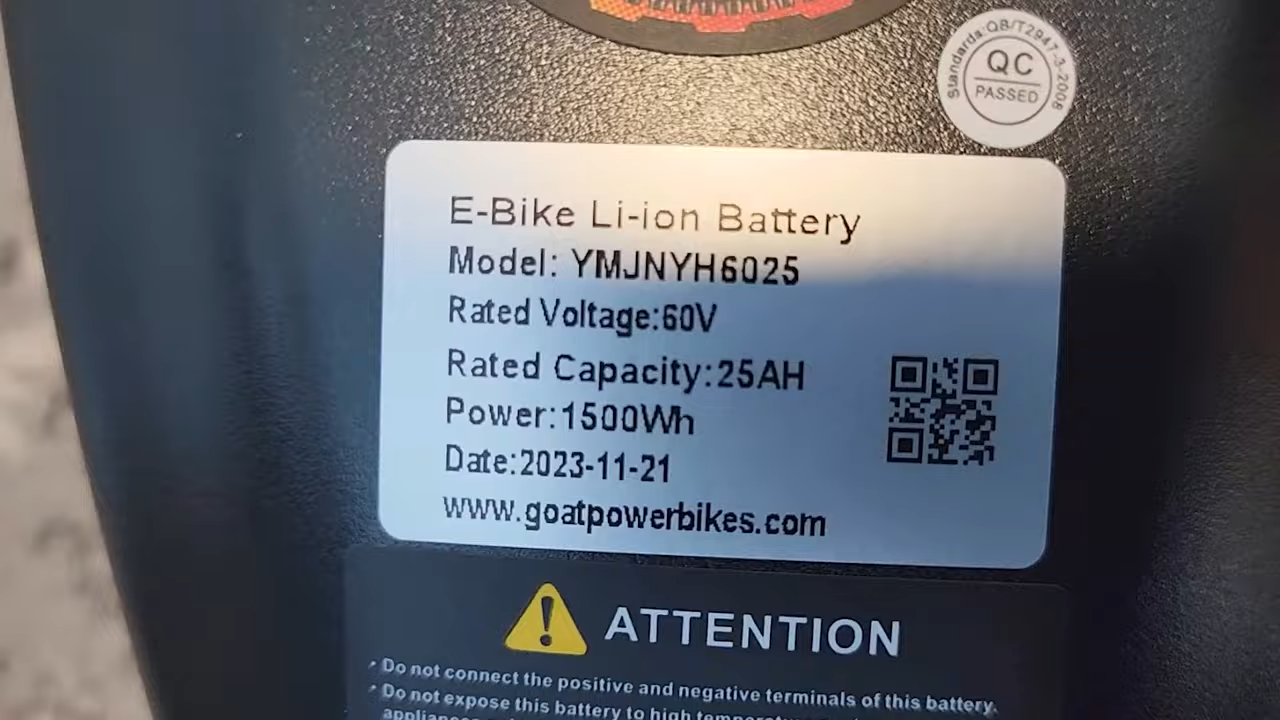 Standards:QB/T2947-3-2008
QC
PASSED
E-Bike Li-ion Battery
Model: YMJNYH6025
Rated Voltage:60V
Rated Capacity:25AH
Power:1500Wh
Date:2023-11-21
www.goatpowerbikes.com
ATTENTION
• Do not connect the positive and negative terminals of this battery.
• Do not expose this battery to high